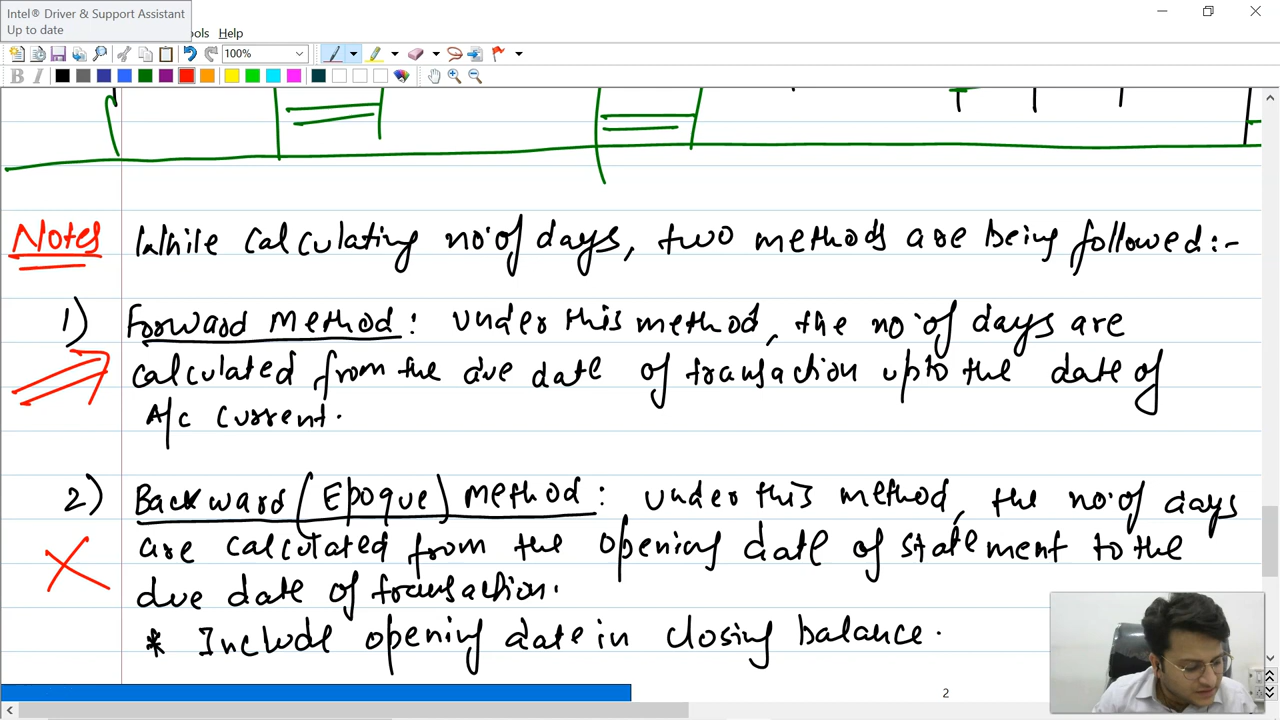 Intel® Driver & Support Assistant
Up to date
ols Help
100%
B I
Notes While Calculating no. of days, two methods are being followed:-
1) Forward Method: under this method, the no. of days are
calculated from the due date of transaction upto the date of
A/c Current.
2) Backward (Epoque) Method: under this method, the no. of days
are calculated from the opening date of statement to the
due date of transaction.
* Include opening date in closing balance.
2